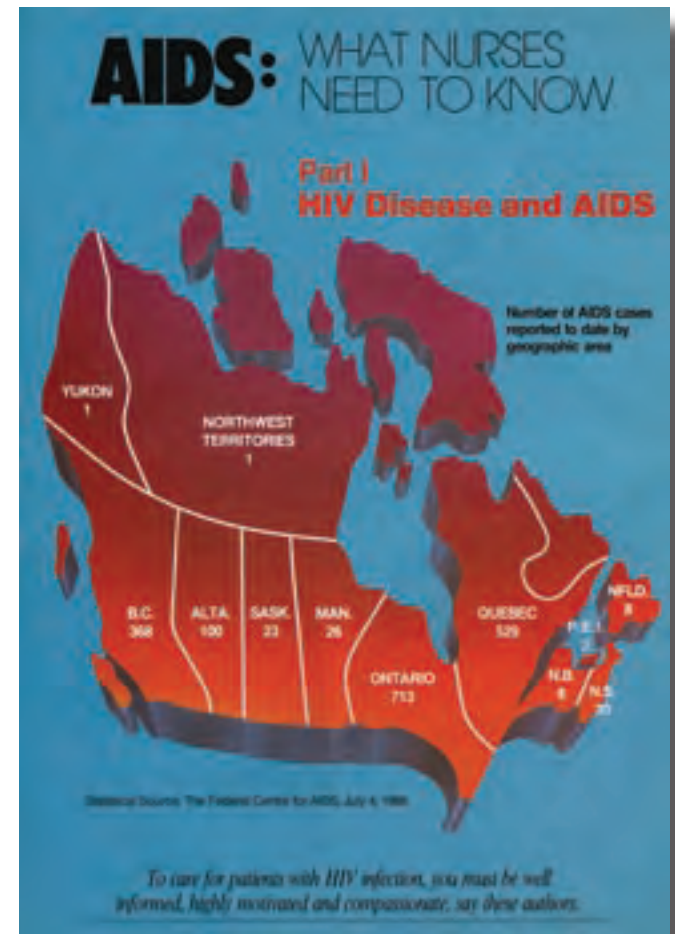 AIDS:
WHAT NURSES
NEED TO KNOW
Part I
HIV Disease and AIDS
Number of AIDS cases
reported to date by
geographic area
YUKON
1
NORTHWEST
TERRITORIES
1
B.C.
368
ALTA.
100
SASK.
23
MAN.
26
ONTARIO
713
QUEBEC
529
NFLD.
8
P.E.I.
N.B.
N.S.
Statistical Source: The Federal Centre for AIDS, July 4,
To care for patients with HIV infection, you must be well
informed, highly motivated and compassionate, say these authors.